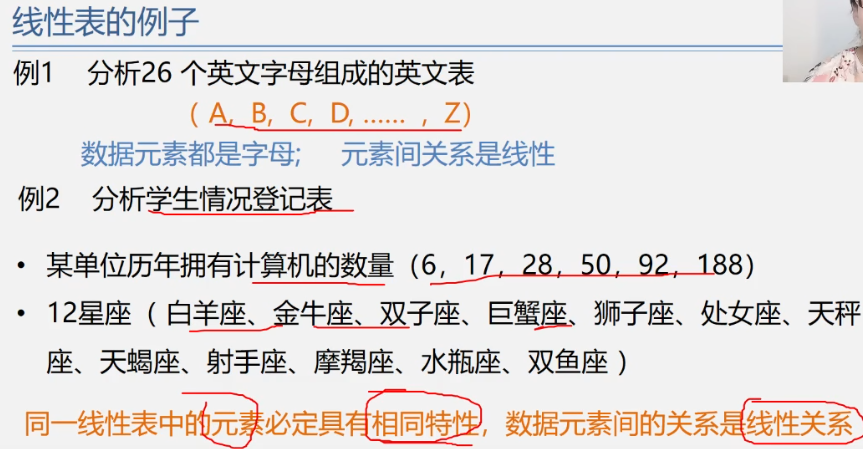 线性表的例子
例1 分析26 个英文字母组成的英文表
( A, B, C, D, …… , Z)
数据元素都是字母; 元素间关系是线性
例2 分析学生情况登记表
• 某单位历年拥有计算机的数量（6，17，28，50，92，188）
• 12星座（ 白羊座、金牛座、双子座、巨蟹座、狮子座、处女座、天秤
座、天蝎座、射手座、摩羯座、水瓶座、双鱼座 ）
同一线性表中的元素必定具有相同特性，数据元素间的关系是线性关系